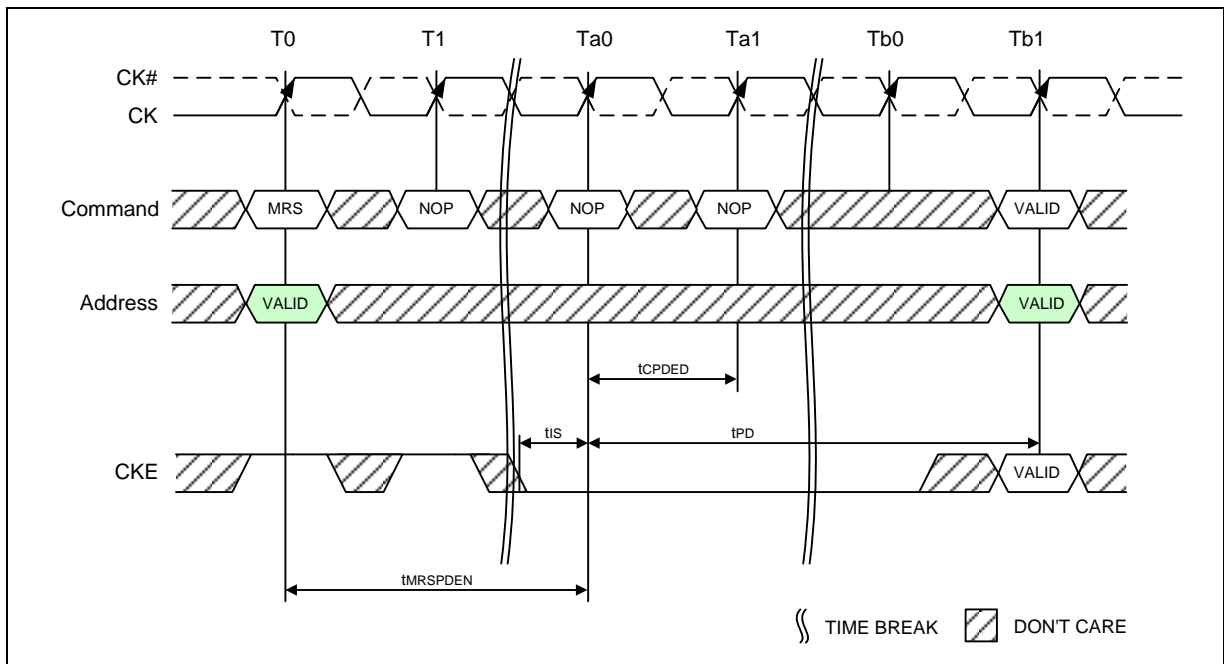 T0 T1 Ta0 Ta1 Tb0 Tb1
CK#
CK
Command MRS NOP NOP NOP VALID
Address VALID VALID
tCPDED
tIS tPD
CKE VALID
tMRSPDEN
TIME BREAK DON'T CARE